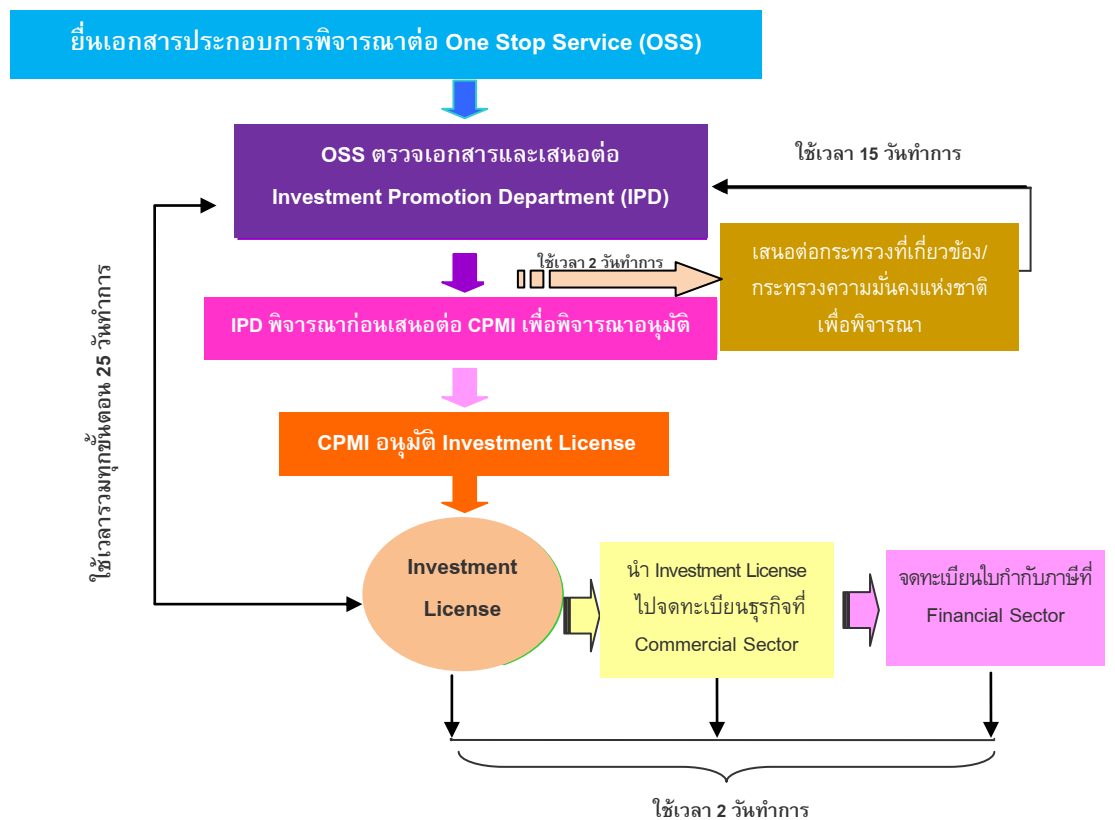 ยื่นเอกสารประกอบการพิจารณาต่อ One Stop Service (OSS)
OSS ตรวจเอกสารและเสนอต่อ
Investment Promotion Department (IPD)
ใช้เวลา 15 วันทำการ
ใช้เวลา 2 วันทำการ
เสนอต่อกระทรวงที่เกี่ยวข้อง/
กระทรวงความมั่นคงแห่งชาติ
เพื่อพิจารณา
IPD พิจารณาก่อนเสนอต่อ CPMI เพื่อพิจารณาอนุมัติ
CPMI อนุมัติ Investment License
ใช้เวลารวมทุกขั้นตอน 25 วันทำการ
Investment
License
นำ Investment License
ไปจดทะเบียนธุรกิจที่
Commercial Sector
จดทะเบียนใบกำกับภาษีที่
Financial Sector
ใช้เวลา 2 วันทำการ